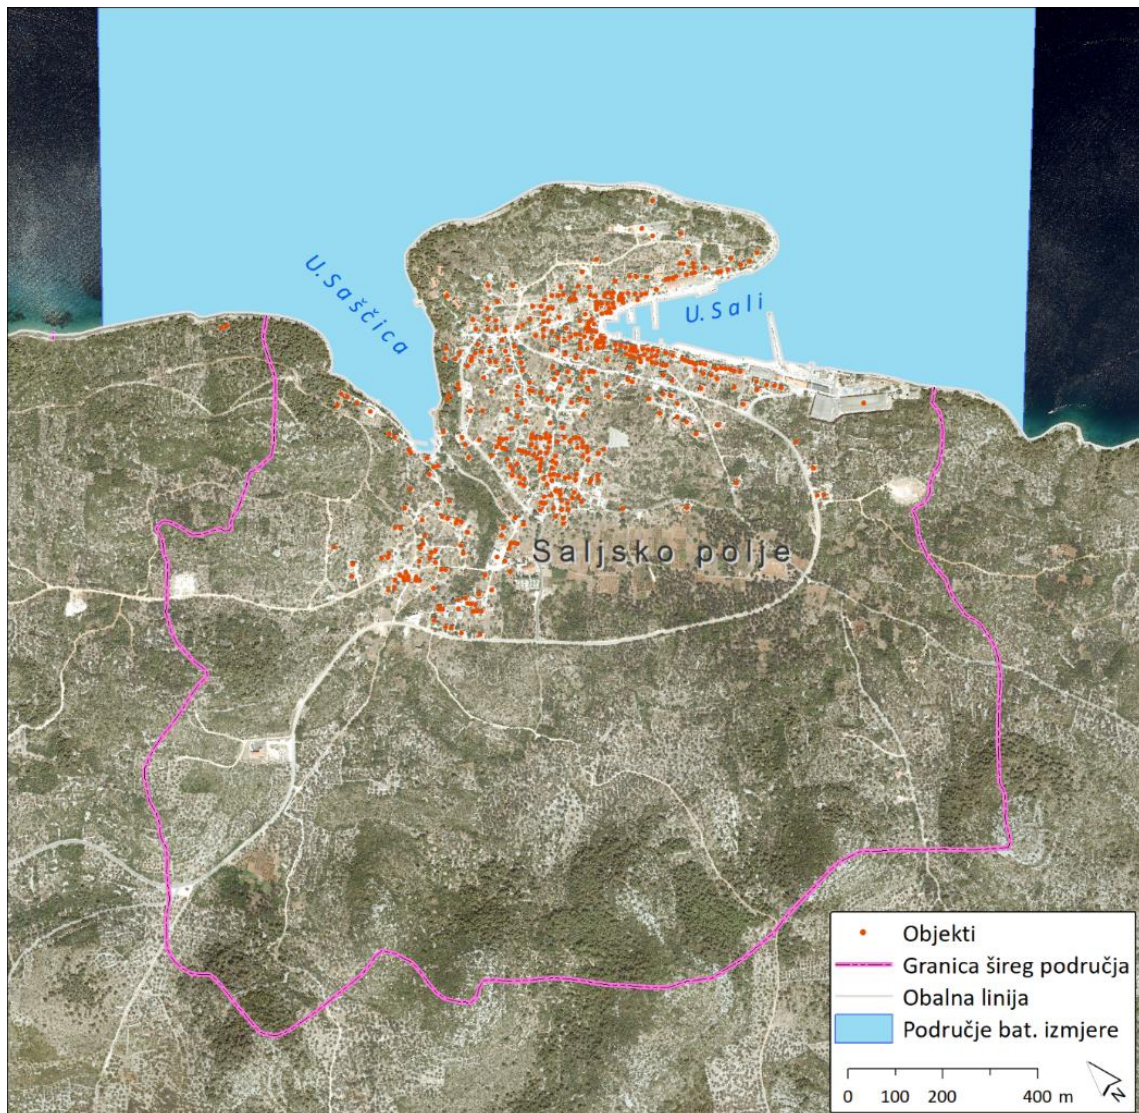 U. Saščica
U. Sali
Saljsko polje
Objekti
Granica šireg područja
Obalna linija
Područje bat. izmjere
0 100 200 400 m
N